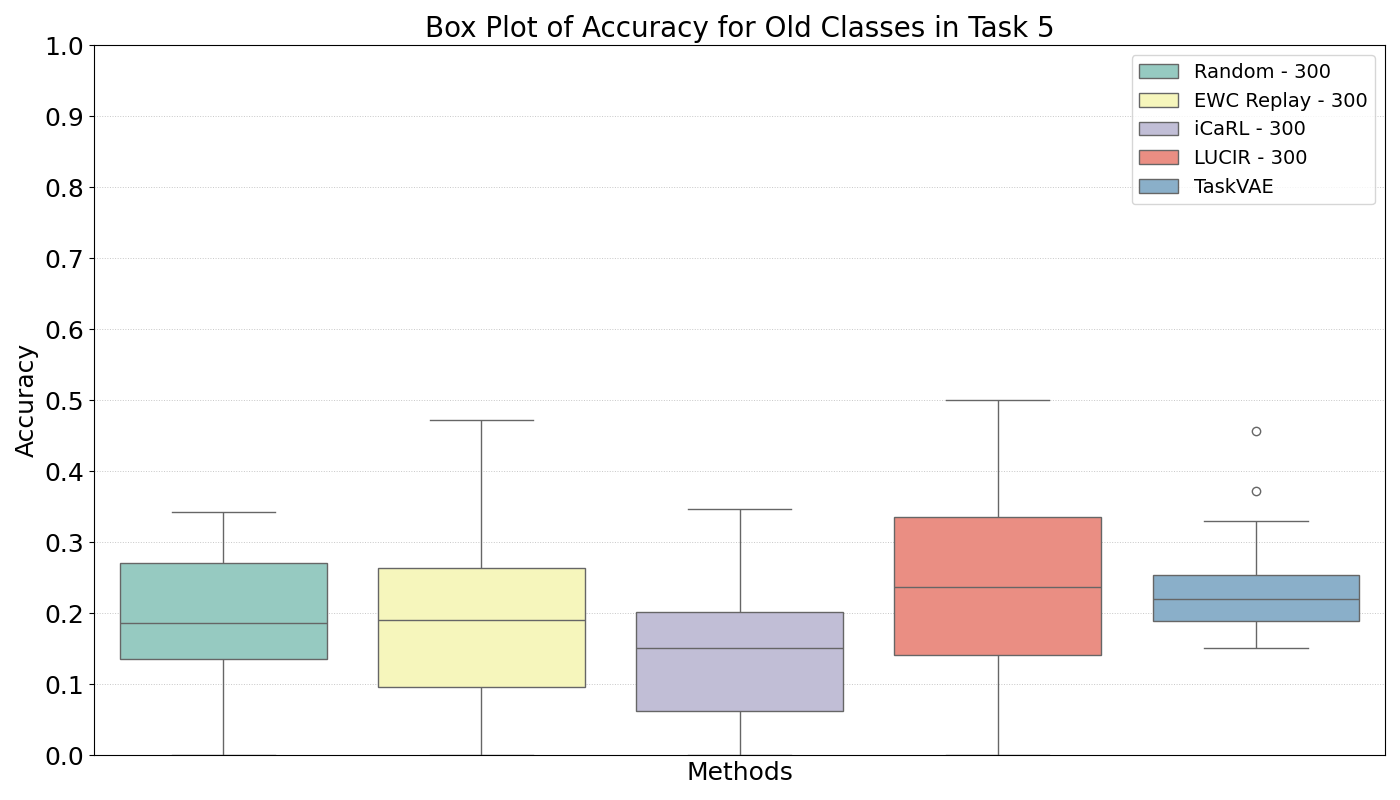 Box Plot of Accuracy for Old Classes in Task 5
1.0
0.9
0.8
0.7
0.6
0.5
0.4
0.3
0.2
0.1
0.0
Accuracy
Methods
Random - 300
EWC Replay - 300
iCaRL - 300
LUCIR - 300
TaskVAE